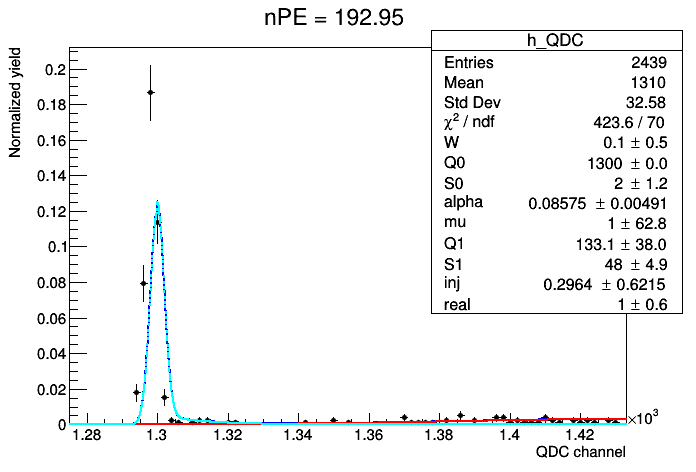 nPE = 192.95
h_QDC
Entries 2439
Mean 1310
Std Dev 32.58
χ² / ndf 423.6 / 70
W 0.1 ± 0.5
Q0 1300 ± 0.0
S0 2 ± 1.2
alpha 0.08575 ± 0.00491
mu 1 ± 62.8
Q1 133.1 ± 38.0
S1 48 ± 4.9
inj 0.2964 ± 0.6215
real 1 ± 0.6
Normalized yield
0.2
0.18
0.16
0.14
0.12
0.1
0.08
0.06
0.04
0.02
0
1.28 1.3 1.32 1.34 1.36 1.38 1.4 1.42 ×10³
QDC channel